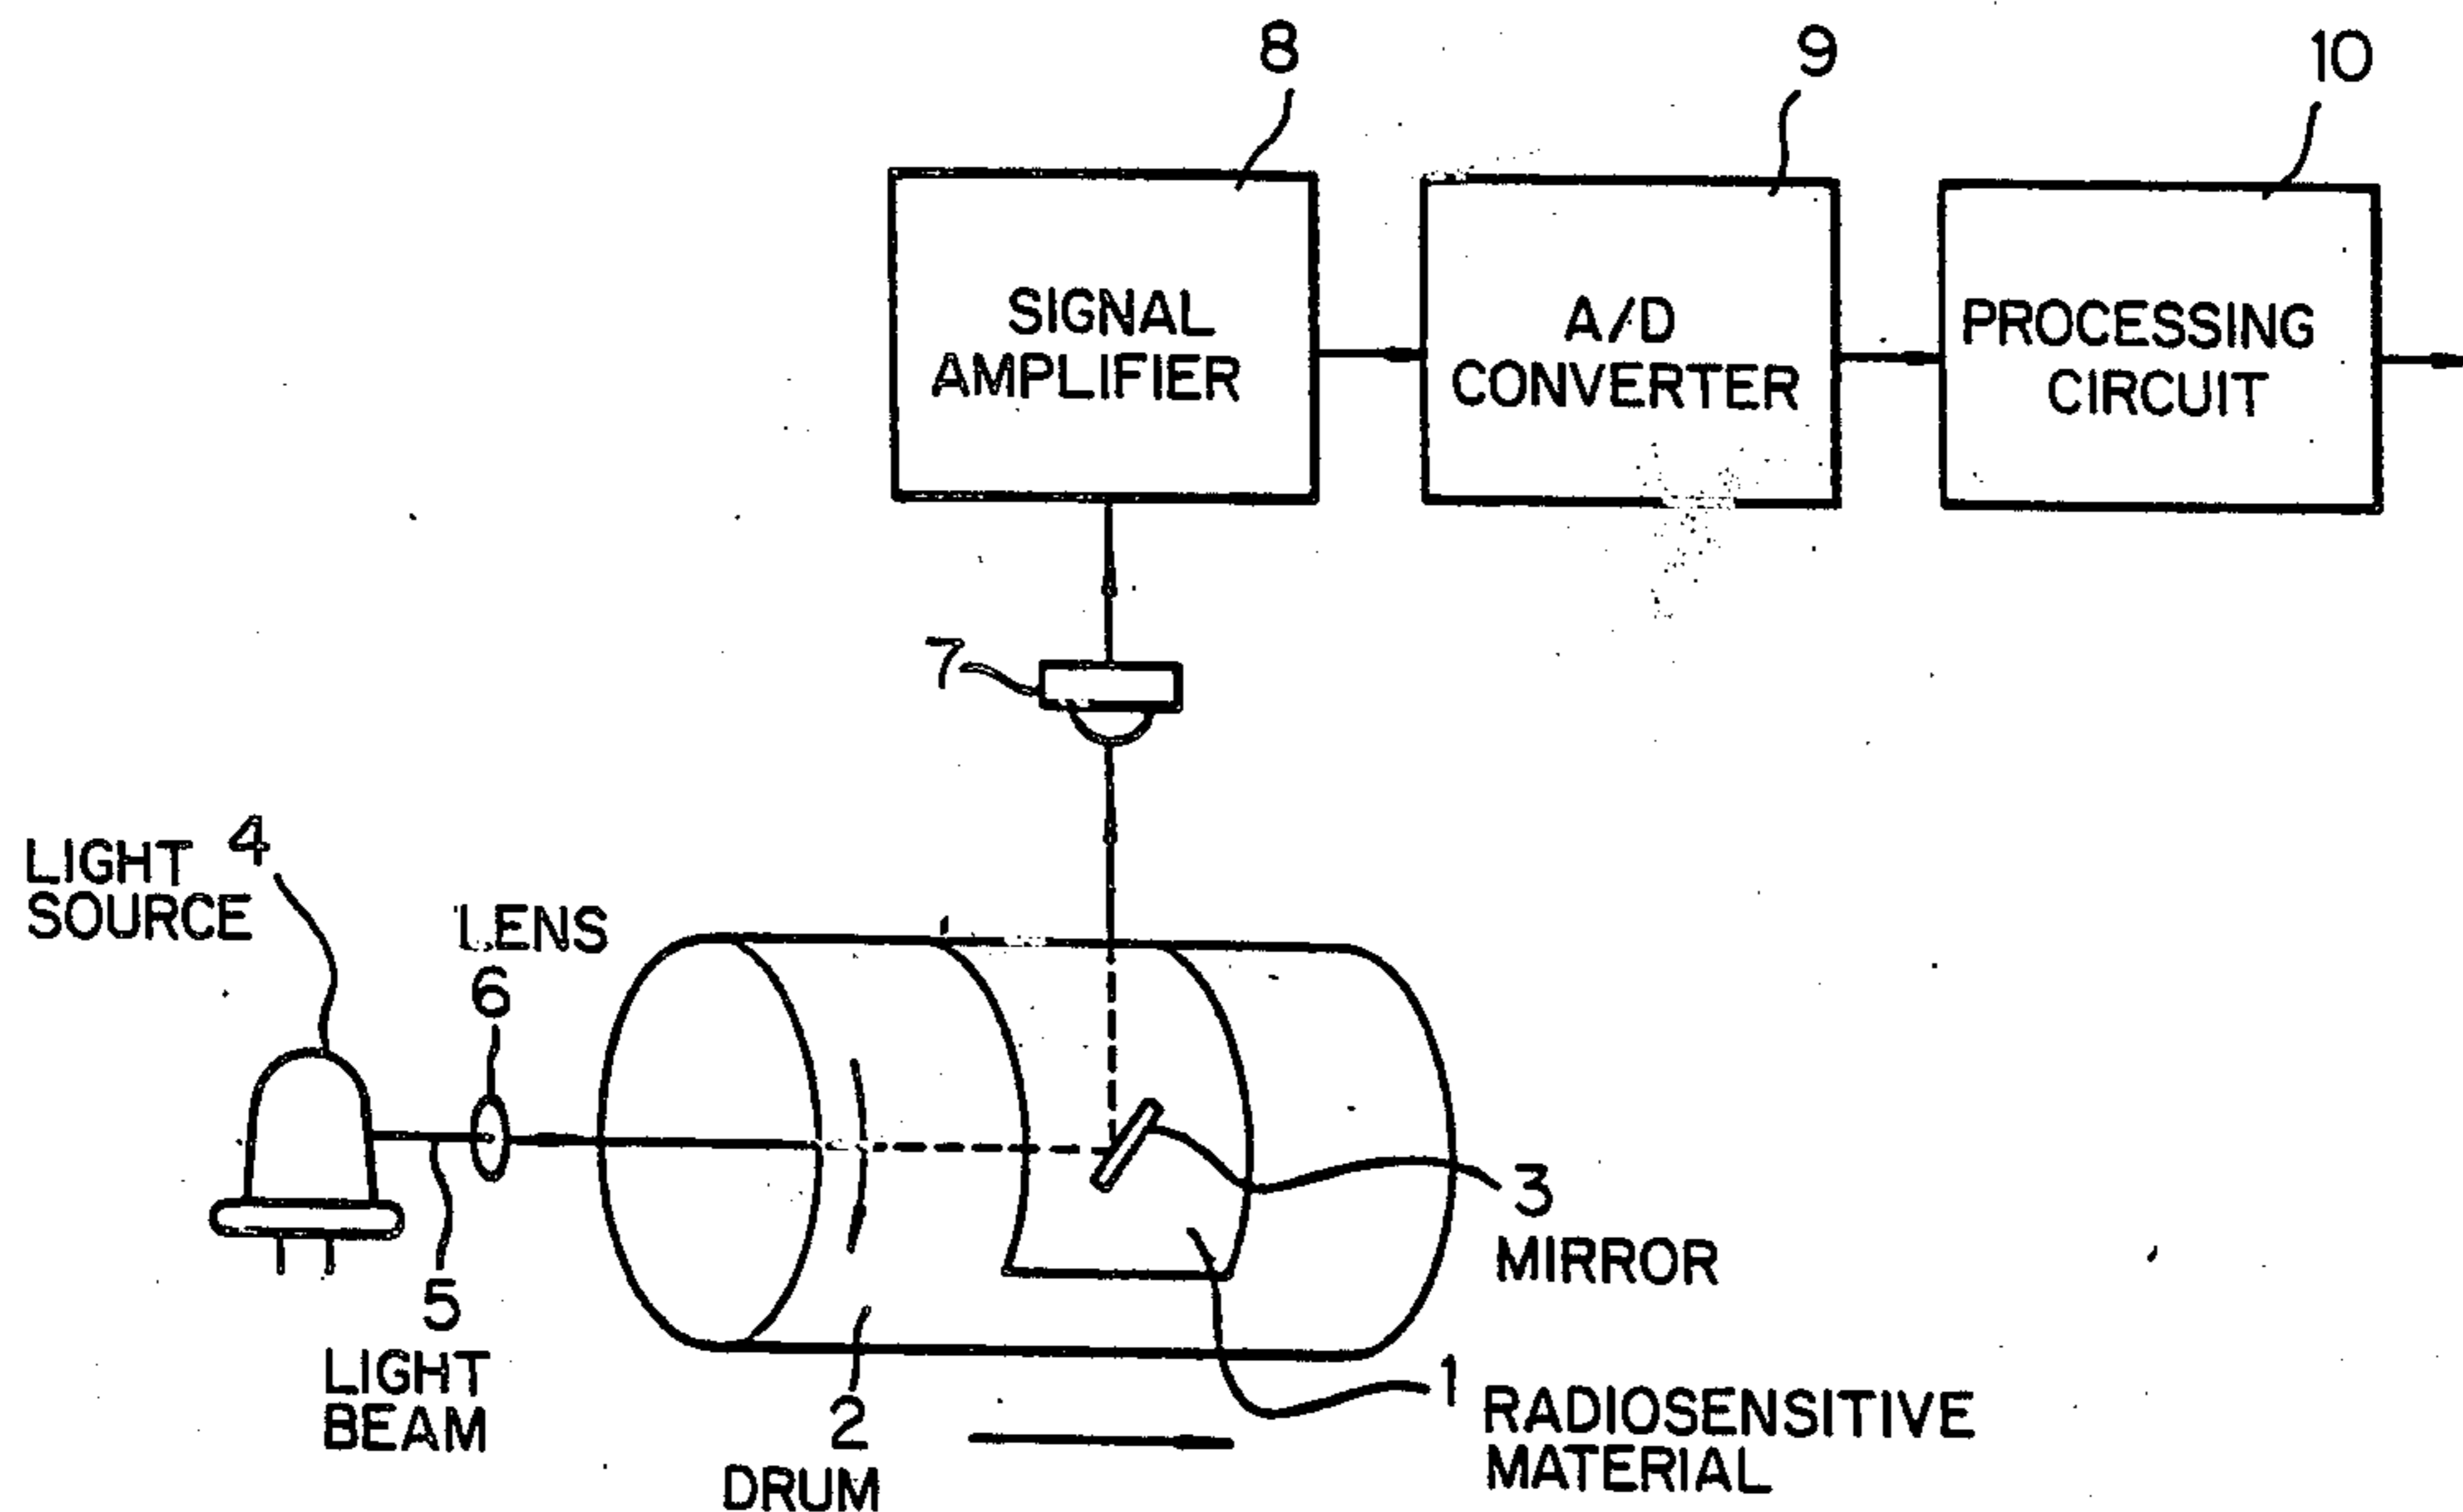 8
9
10
SIGNAL
AMPLIFIER
A/D
CONVERTER
PROCESSING
CIRCUIT
7
4
LIGHT
SOURCE
LENS
6
5
LIGHT
BEAM
2
DRUM
3
MIRROR
1
RADIOSENSITIVE
MATERIAL